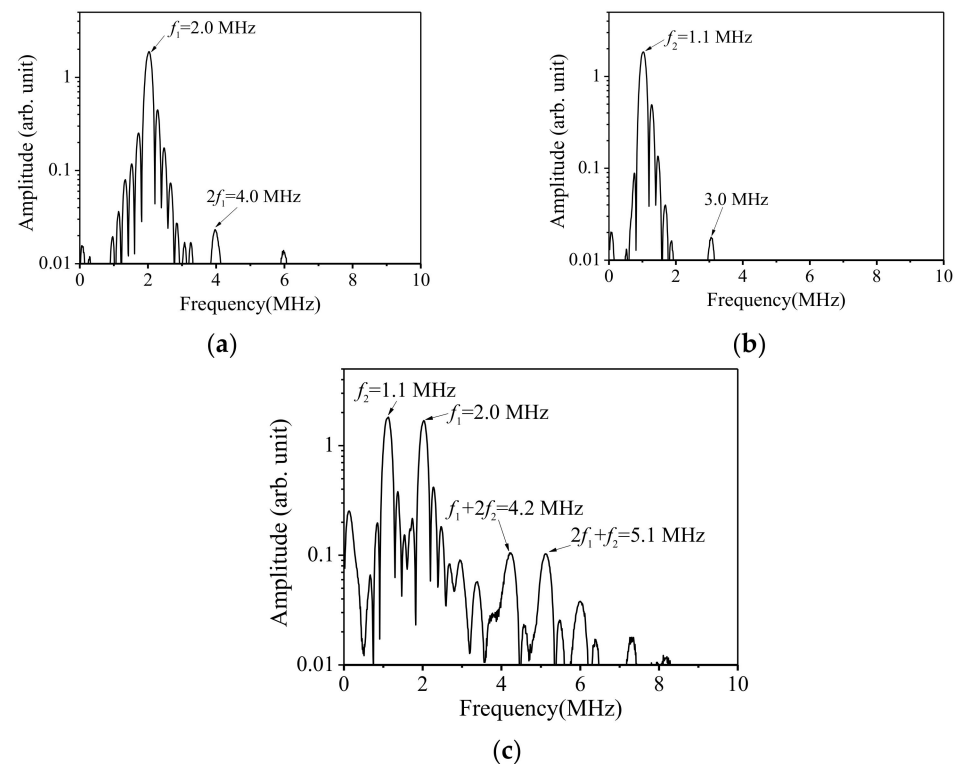 f₁=2.0 MHz
1
Amplitude (arb. unit)
0.1
2f₁=4.0 MHz
0.01
0 2 4 6 8 10
Frequency(MHz)
(a)
f₂=1.1 MHz
1
Amplitude (arb. unit)
0.1
3.0 MHz
0.01
0 2 4 6 8 10
Frequency(MHz)
(b)
f₂=1.1 MHz
f₁=2.0 MHz
1
Amplitude (arb. unit)
f₁+2f₂=4.2 MHz
2f₁+f₂=5.1 MHz
0.1
0.01
0 2 4 6 8 10
Frequency(MHz)
(c)